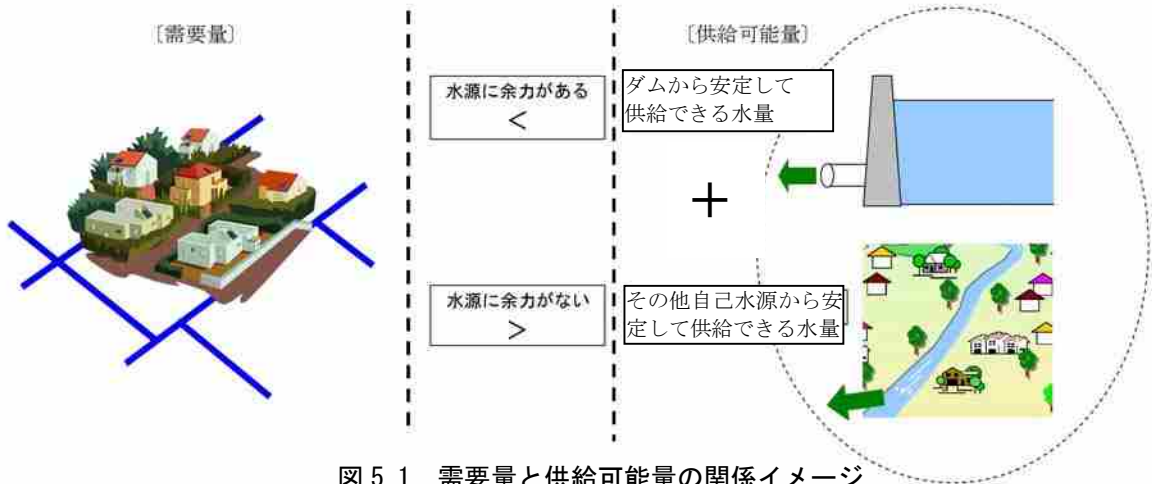 〔需要量〕
〔供給可能量〕
水源に余力がある
＜
ダムから安定して
供給できる水量
＋
水源に余力がない
＞
その他自己水源から安
定して供給できる水量
図5.1 需要量と供給可能量の関係イメージ